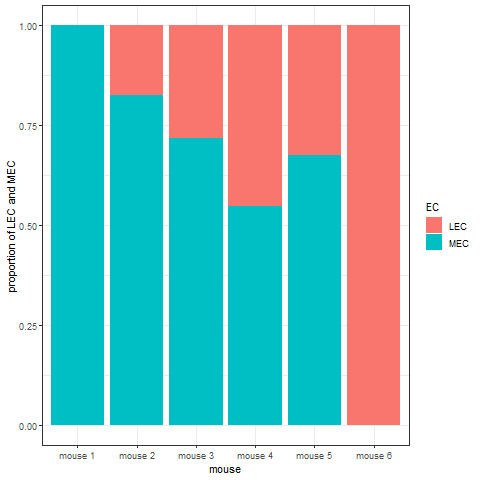 1.00
0.75
0.50
0.25
0.00
proportion of LEC and MEC
mouse 1 mouse 2 mouse 3 mouse 4 mouse 5 mouse 6
mouse
EC
LEC
MEC